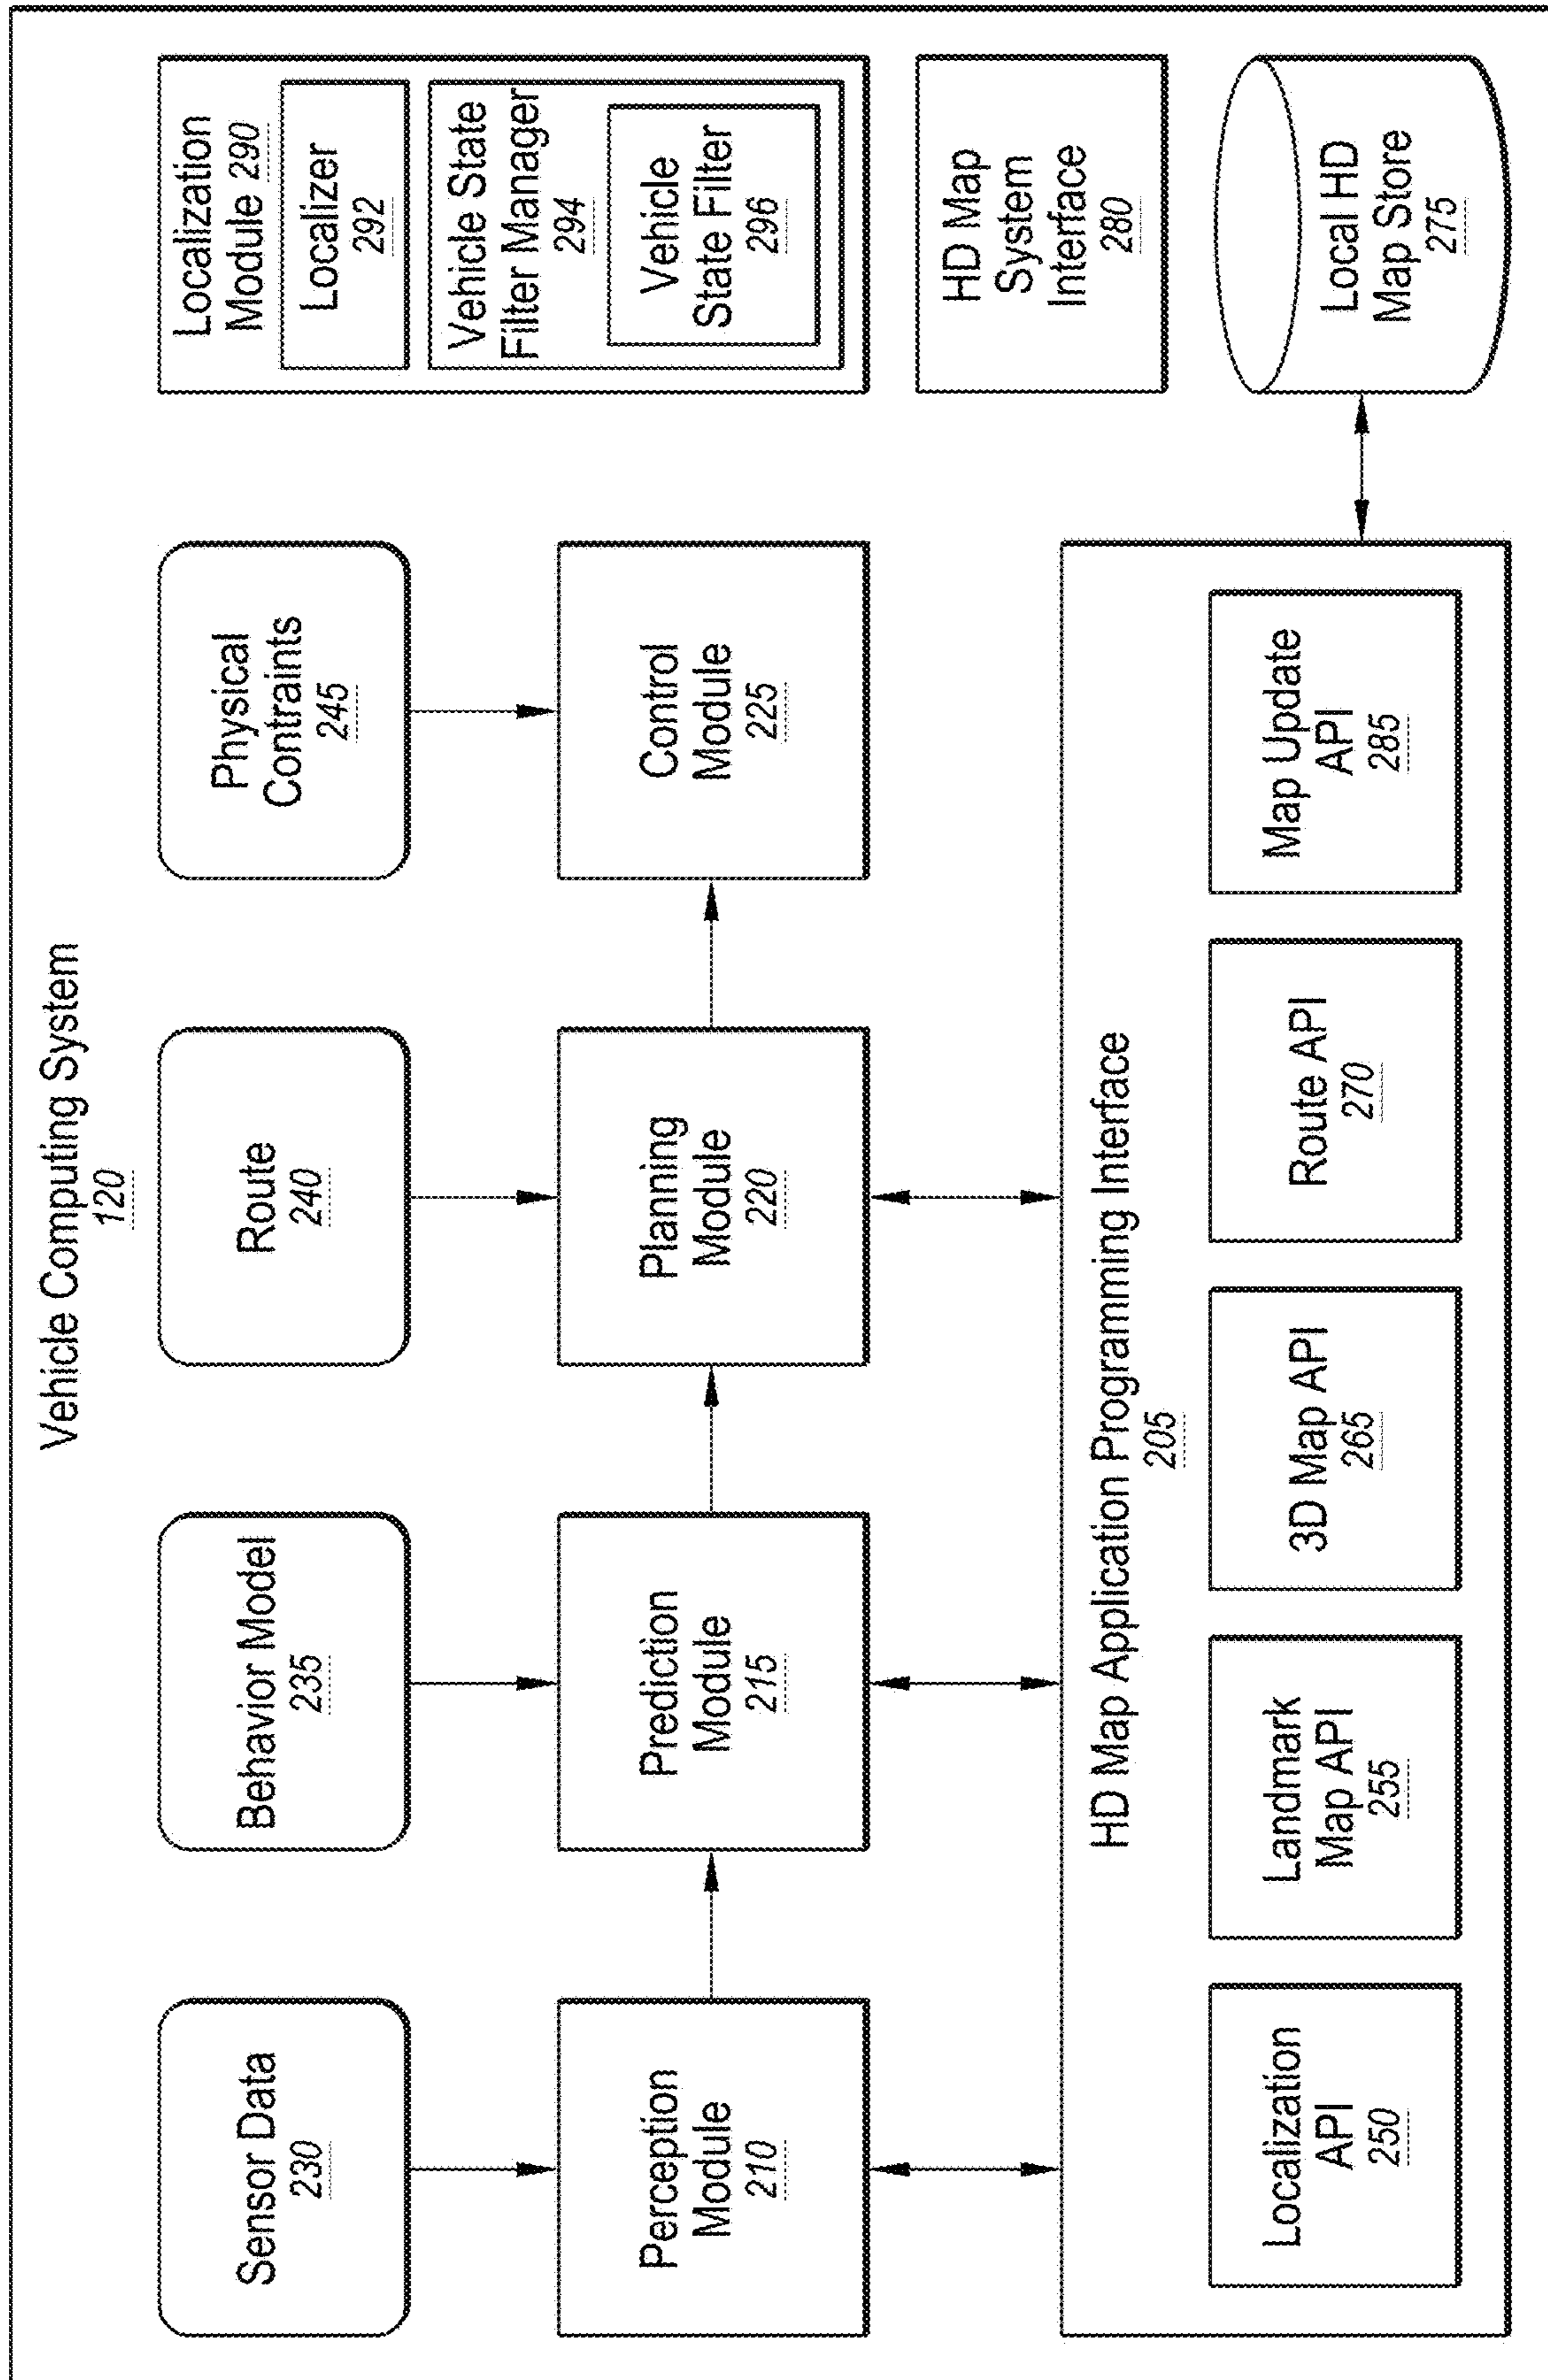 Vehicle Computing System
120
Sensor Data
230
Behavior Model
235
Route
240
Physical
Contraints
245
Localization
Module 290
Localizer
292
Vehicle State
Filter Manager
294
Vehicle
State Filter
296
Perception
Module
210
Prediction
Module
215
Planning
Module
220
Control
Module
225
HD Map
System
Interface
280
HD Map Application Programming Interface
205
Localization
API
250
Landmark
Map API
255
3D Map API
265
Route API
270
Map Update
API
285
Local HD
Map Store
275